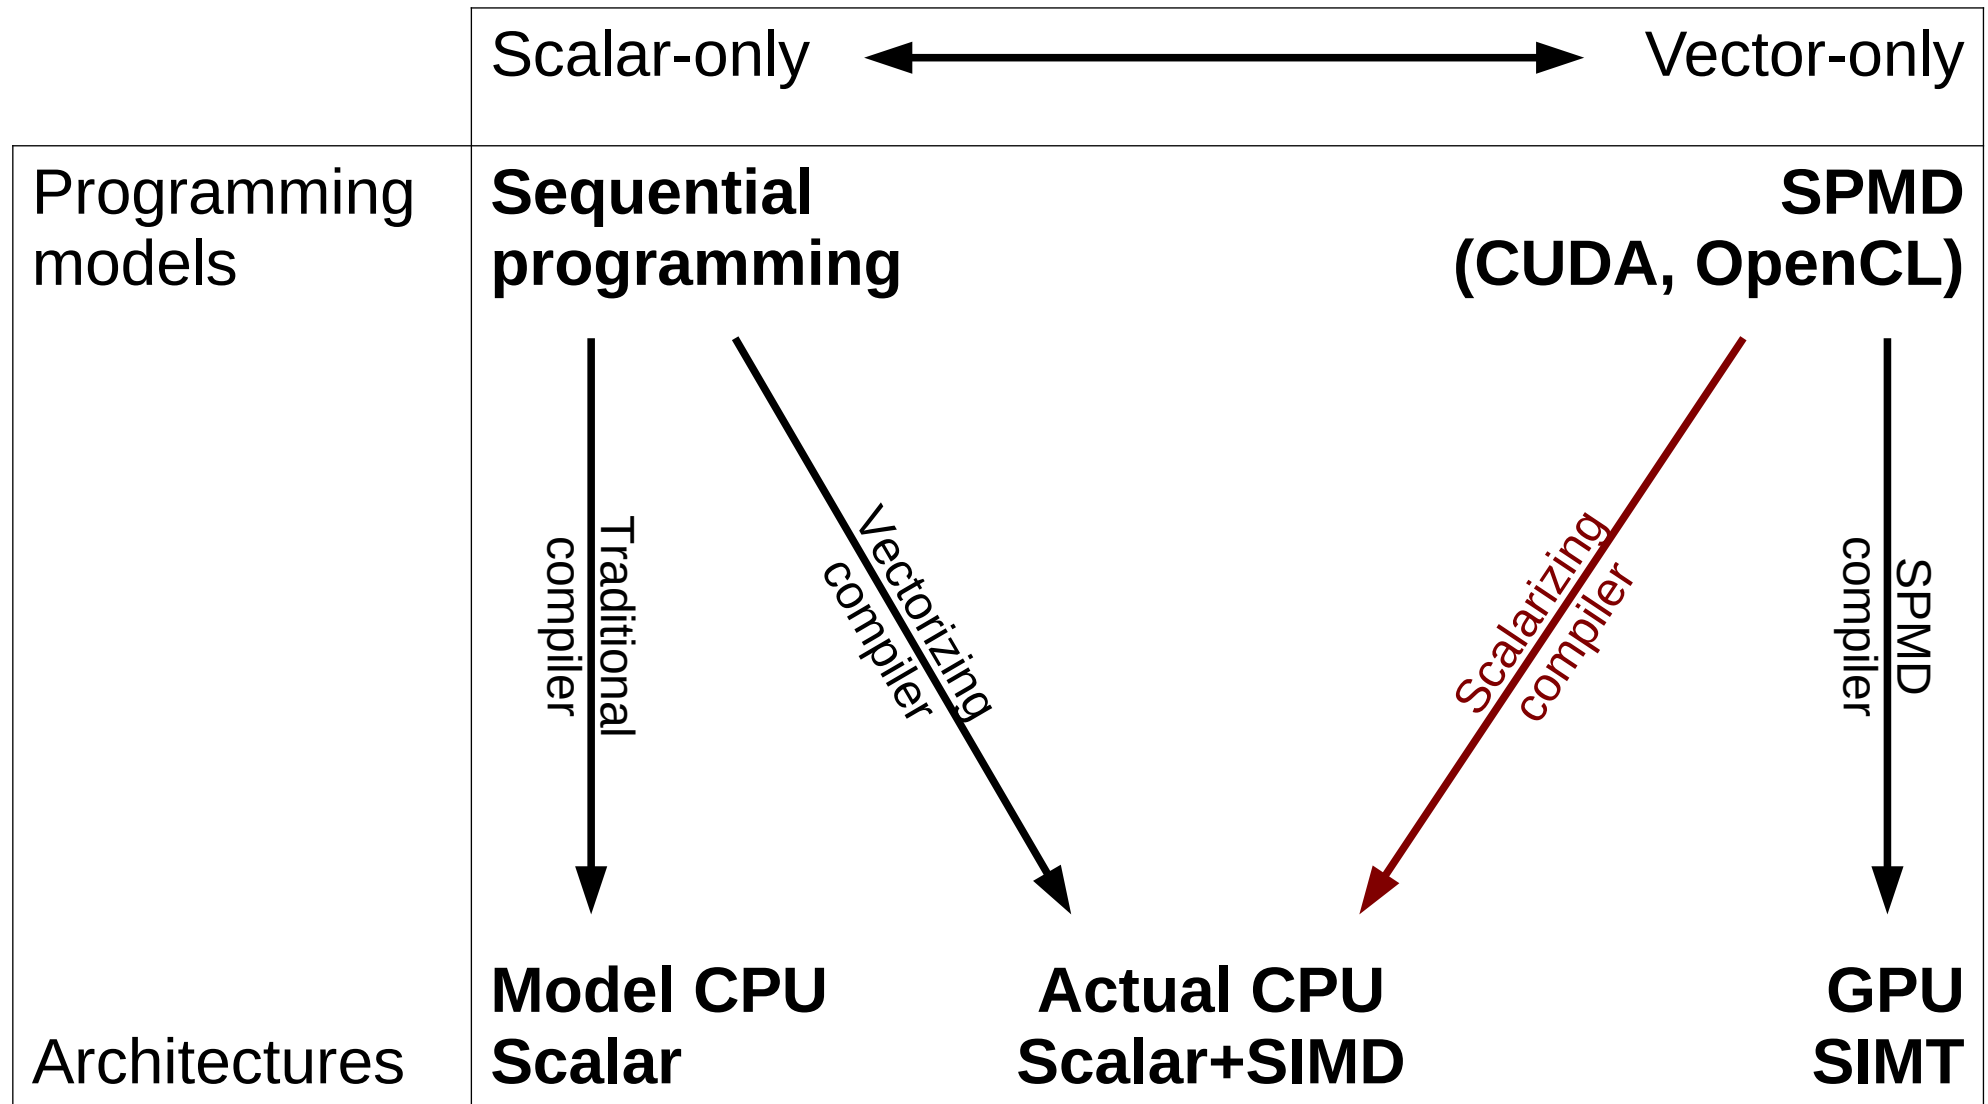 Scalar-only
Vector-only
Programming
models
Sequential
programming
SPMD
(CUDA, OpenCL)
Traditional
compiler
Vectorizing
compiler
Scalarizing
compiler
SPMD
compiler
Architectures
Model CPU
Scalar
Actual CPU
Scalar+SIMD
GPU
SIMT